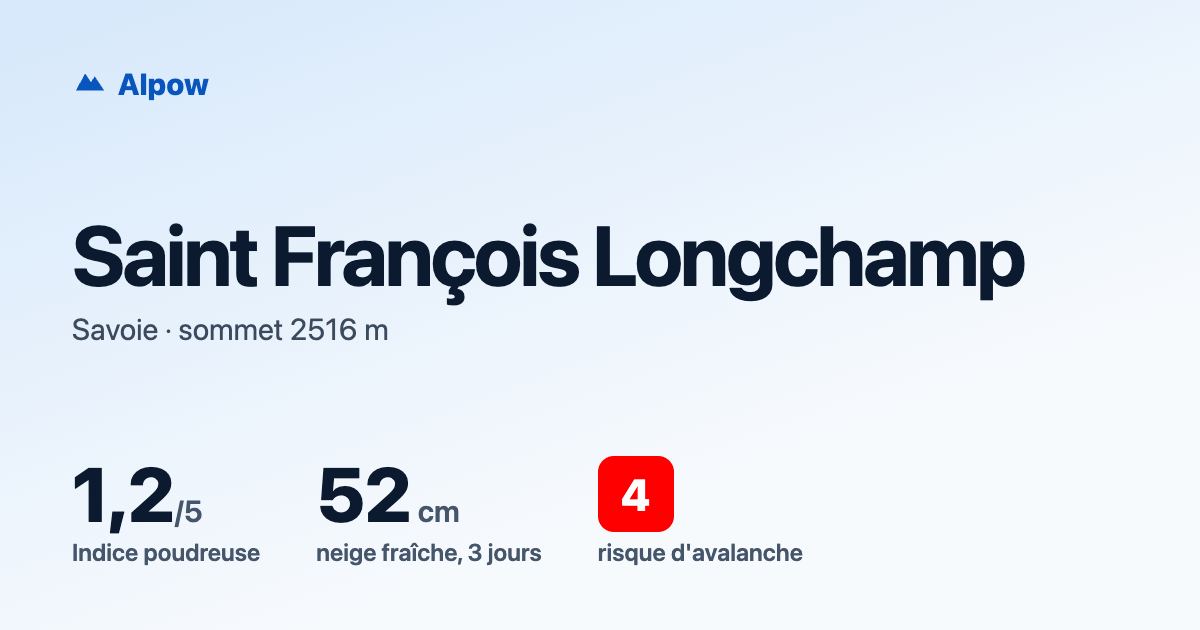 Alpow
Saint François Longchamp
Savoie · sommet 2516 m
1,2/5 52 cm 4
Indice poudreuse neige fraîche, 3 jours risque d'avalanche